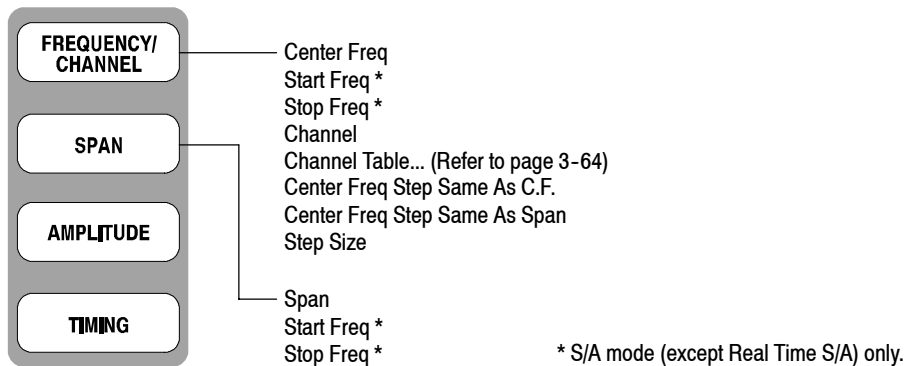 FREQUENCY/
CHANNEL
SPAN
AMPLITUDE
TIMING
Center Freq
Start Freq *
Stop Freq *
Channel
Channel Table... (Refer to page 3-64)
Center Freq Step Same As C.F.
Center Freq Step Same As Span
Step Size
Span
Start Freq *
Stop Freq *
* S/A mode (except Real Time S/A) only.